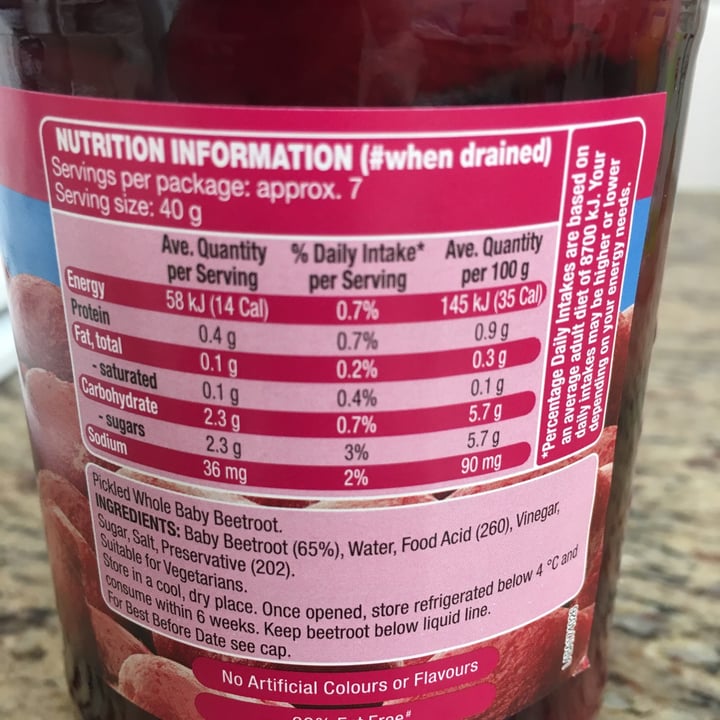 NUTRITION INFORMATION (#when drained)
Servings per package: approx. 7
Serving size: 40 g
Ave. Quantity per Serving % Daily Intake* per Serving Ave. Quantity per 100 g
Energy 58 kJ (14 Cal) 0.7% 145 kJ (35 Cal)
Protein 0.4 g 0.7% 0.9 g
Fat, total 0.1 g 0.2% 0.3 g
- saturated 0.1 g 0.4% 0.1 g
Carbohydrate 2.3 g 0.7% 5.7 g
- sugars 2.3 g 3% 5.7 g
Sodium 36 mg 2% 90 mg
*Percentage Daily Intakes are based on
an average adult diet of 8700 kJ. Your
daily intakes may be higher or lower
depending on your energy needs.
Pickled Whole Baby Beetroot.
INGREDIENTS: Baby Beetroot (65%), Water, Food Acid (260), Vinegar,
Sugar, Salt, Preservative (202).
Suitable for Vegetarians.
Store in a cool, dry place. Once opened, store refrigerated below 4 °C and
consume within 6 weeks. Keep beetroot below liquid line.
For Best Before Date see cap.
No Artificial Colours or Flavours
Fat Free#